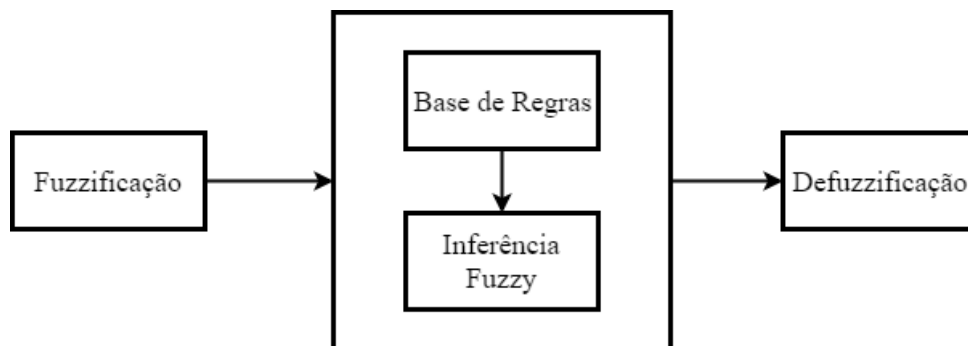 Fuzzificação
Base de Regras
Inferência
Fuzzy
Defuzzificação